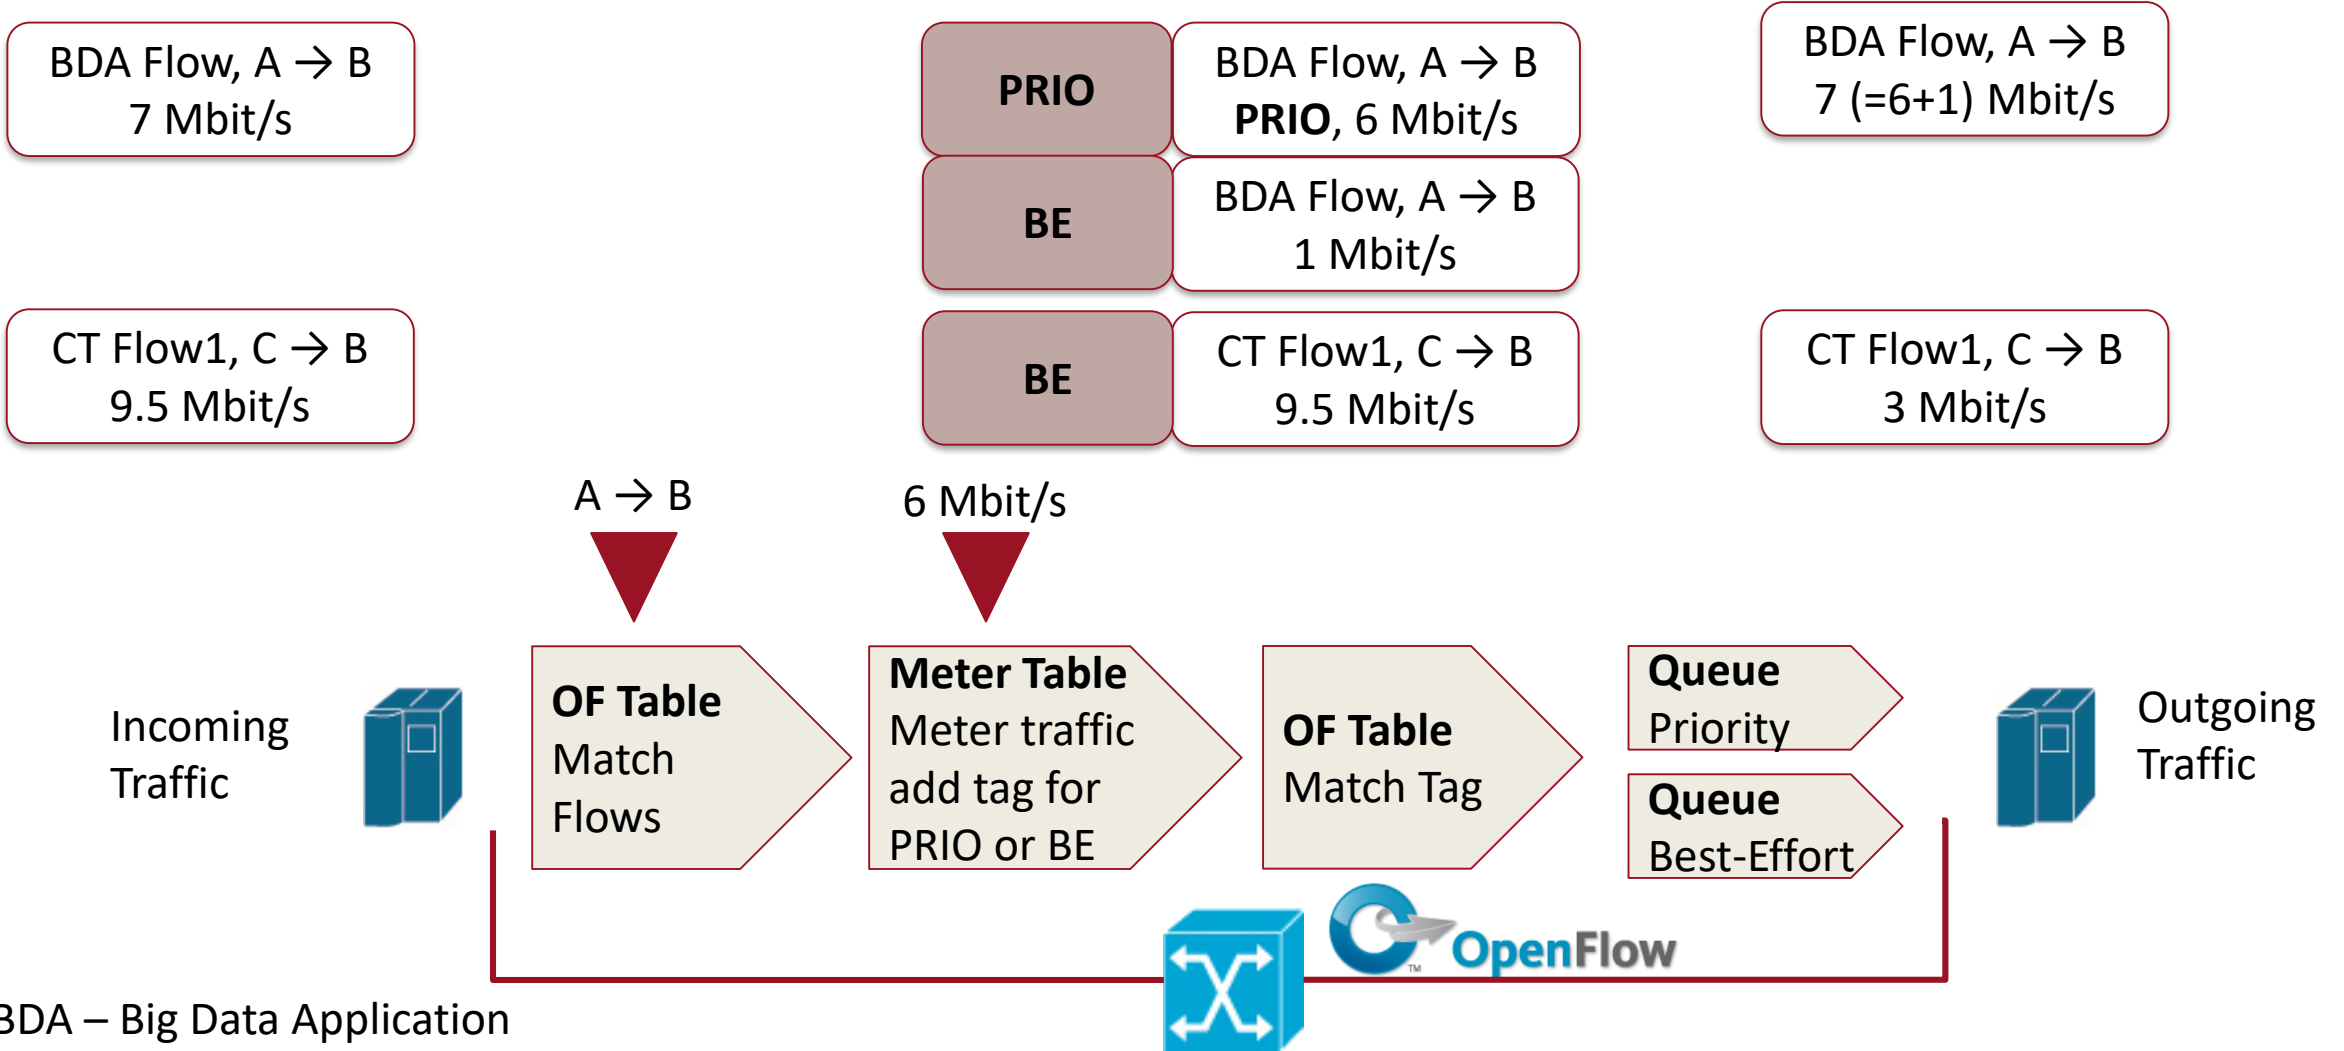 BDA Flow, A → B
7 Mbit/s
PRIO
BDA Flow, A → B
PRIO, 6 Mbit/s
BDA Flow, A → B
7 (=6+1) Mbit/s
BE
BDA Flow, A → B
1 Mbit/s
CT Flow1, C → B
9.5 Mbit/s
BE
CT Flow1, C → B
9.5 Mbit/s
CT Flow1, C → B
3 Mbit/s
A → B
6 Mbit/s
Incoming
Traffic
OF Table
Match
Flows
Meter Table
Meter traffic
add tag for
PRIO or BE
OF Table
Match Tag
Queue
Priority
Queue
Best-Effort
Outgoing
Traffic
OpenFlow
TM
BDA – Big Data Application